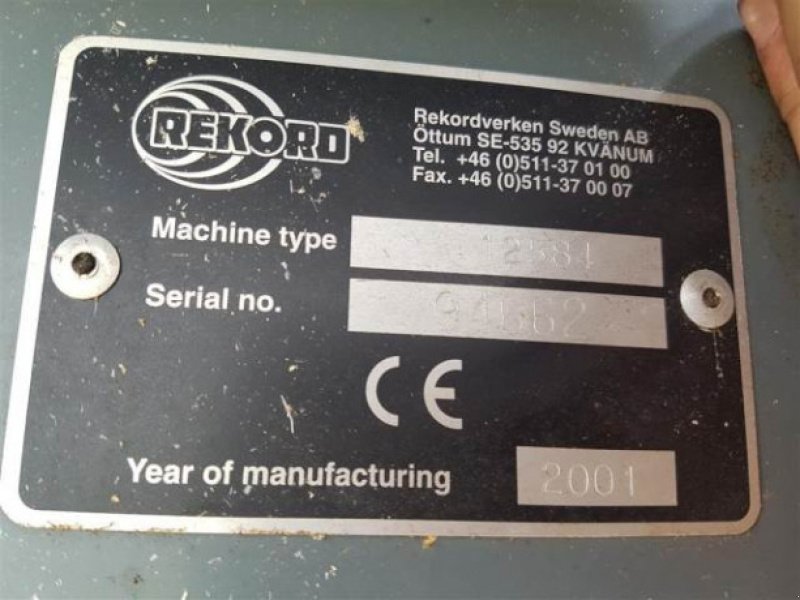 REKORD
Rekordverken Sweden AB
Öttum SE-535 92 KVÄNUM
Tel. +46 (0)511-37 01 00
Fax. +46 (0)511-37 00 07
Machine type
Serial no.
CE
Year of manufacturing 2001